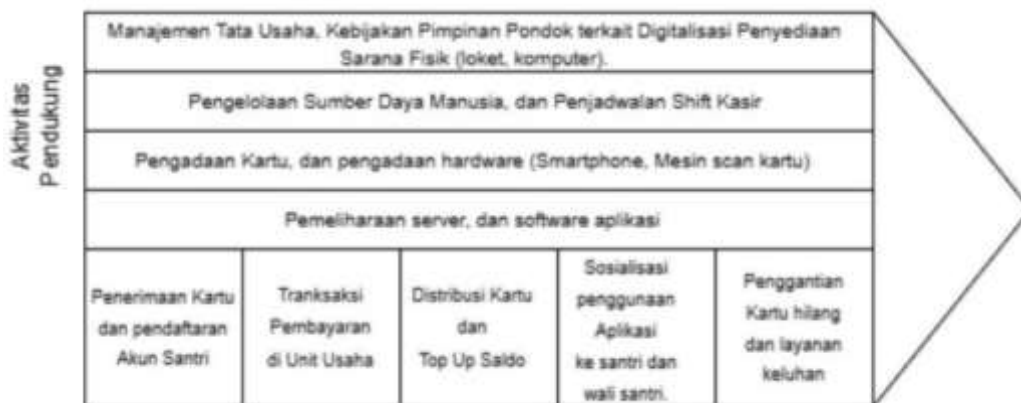 Aktivitas
Pendukung
Manajemen Tata Usaha, Kebijakan Pimpinan Pondok terkait Digitalisasi Penyediaan
Sarana Fisik (loket, komputer).
Pengelolaan Sumber Daya Manusia, dan Penjadwalan Shift Kasir
Pengadaan Kartu, dan pengadaan hardware (Smartphone, Mesin scan kartu)
Pemeliharaan server, dan software aplikasi
Penerimaan Kartu
dan pendaftaran
Akun Santri
Tranksaksi
Pembayaran
di Unit Usaha
Distribusi Kartu
dan
Top Up Saldo
Sosialisasi
penggunaan
Aplikasi
ke santri dan
wali santri.
Penggantian
Kartu hilang
dan layanan
keluhan